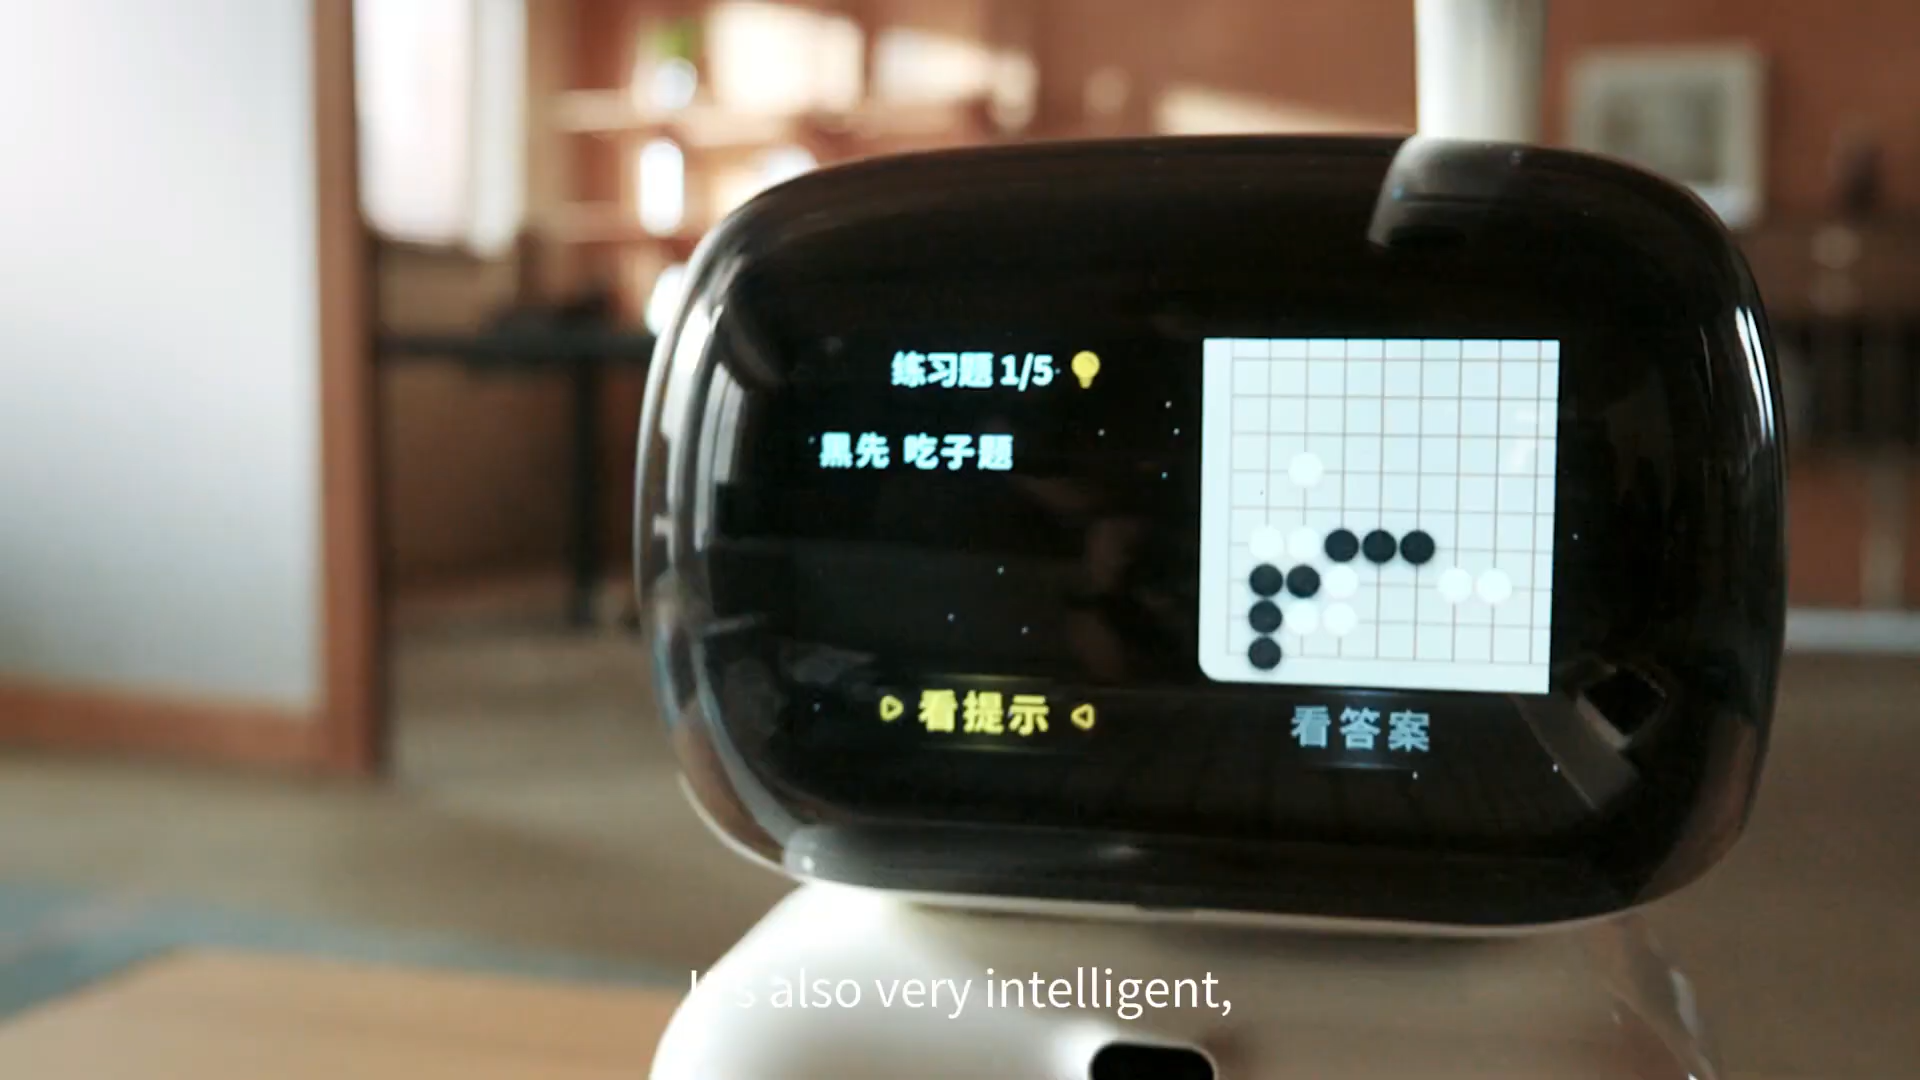 练习题 1/5
黑先 吃子题
看提示
看答案
It's also very intelligent,